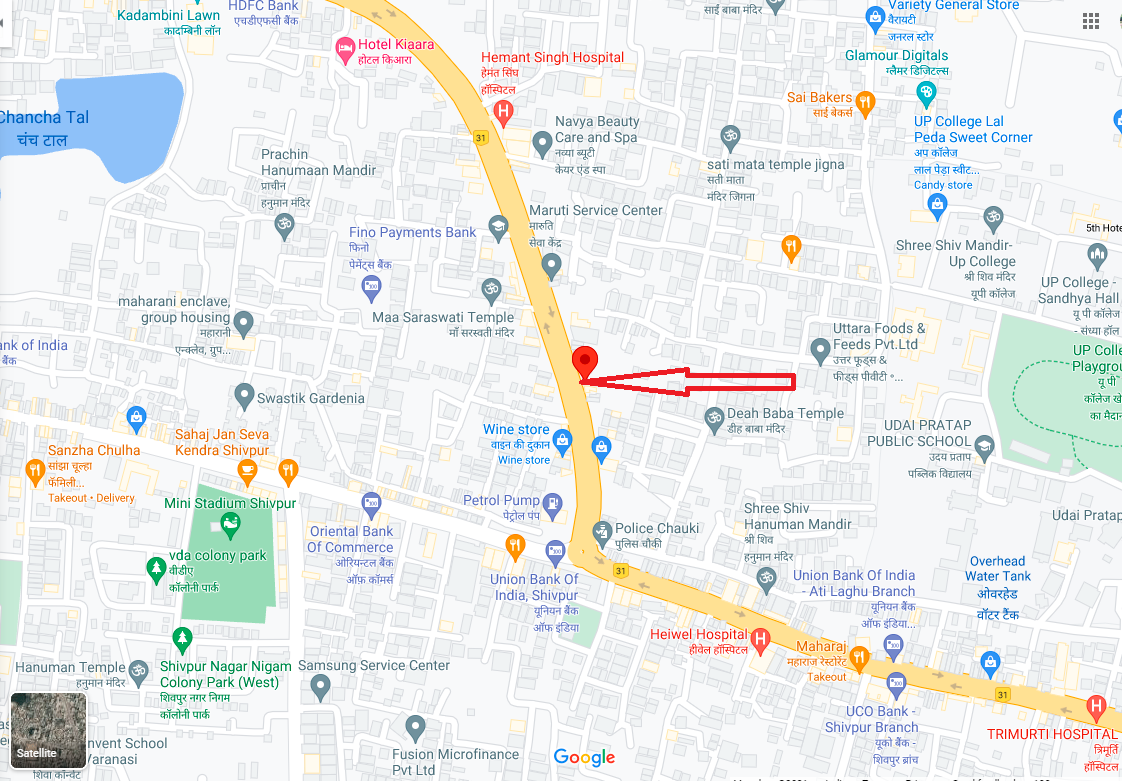 Kadambini Lawn
कादम्बिनी लॉन
HDFC Bank
एचडीएफसी बैंक
Hotel Kiaara
होटल किआरा
Hemant Singh Hospital
हेमंत सिंघ
हॉस्पिटल
साई बाबा मंदिर
Variety General Store
वैरायटी
जनरल स्टोर
Glamour Digitals
ग्लैमर डिजिटल्स
Sai Bakers
साई बेकर्स
UP College Lal
Peda Sweet Corner
अप कॉलेज
लाल पेड़ा स्वीट...
Candy store
Chancha Tal
चंच टाल
31
Navya Beauty
Care and Spa
नव्या ब्यूटी
केयर एंड स्पा
Prachin
Hanumaan Mandir
प्राचीन
हनुमान मंदिर
sati mata temple jigna
सती माता
मंदिर जिगना
Maruti Service Center
मारुति
सेवा केंद्र
Fino Payments Bank
फिनो
पेमेंट्स बैंक
5th Hote
Shree Shiv Mandir-
Up College
श्री शिव मंदिर
यूपी कॉलेज
UP College -
Sandhya Hall
यू पी कॉलेज
- संध्या हॉल
maharani enclave,
group housing
महारानी
एन्क्लेव, ग्रुप...
Maa Saraswati Temple
माँ सरस्वती मंदिर
Uttara Foods &
Feeds Pvt.Ltd
उत्तर फूड्स &
फीड्स पीवीटी॰...
ank of India
बैंक
UP Colle
Playgrou
यू पी
कॉलेज खे
का मैदान
Swastik Gardenia
Deah Baba Temple
डीह बाबा मंदिर
UDAI PRATAP
PUBLIC SCHOOL
उदय प्रताप
पब्लिक विद्यालय
Wine store
वाइन की दुकान
Wine store
Sanzha Chulha
सांझा चूल्हा
फॅमिली...
Takeout • Delivery
Sahaj Jan Seva
Kendra Shivpur
Mini Stadium Shivpur
Petrol Pump
पेट्रोल पंप
Shree Shiv
Hanuman Mandir
श्री शिव
हनुमान मंदिर
Udai Pratap
Oriental Bank
Of Commerce
ओरियन्टल बैंक
ऑफ़ कॉमर्स
Police Chauki
पुलिस चौकी
vda colony park
वीडीए
कॉलोनी पार्क
31
Union Bank Of
India, Shivpur
यूनियन बैंक
ऑफ इंडिया
Union Bank Of India
- Ati Laghu Branch
यूनियन बैंक
ऑफ इंडिया...
Overhead
Water Tank
ओवरहेड
वॉटर टैंक
Heiwel Hospital
हीवेल हॉस्पिटल
Maharaj
महाराज रेस्टोरेंट
Takeout
Hanuman Temple
हनुमान मंदिर
Shivpur Nagar Nigam
Colony Park (West)
शिवपुर नगर निगम
कॉलोनी पार्क
Samsung Service Center
31
UCO Bank -
Shivpur Branch
यूको बैंक -
शिवपुर ब्रांच
TRIMURTI HOSPITAL
त्रिमूर्ति
हॉस्पिटल
Satellite
nvent School
Varanasi
शिवा कॉन्वेंट
Fusion Microfinance
Pvt Ltd
Google